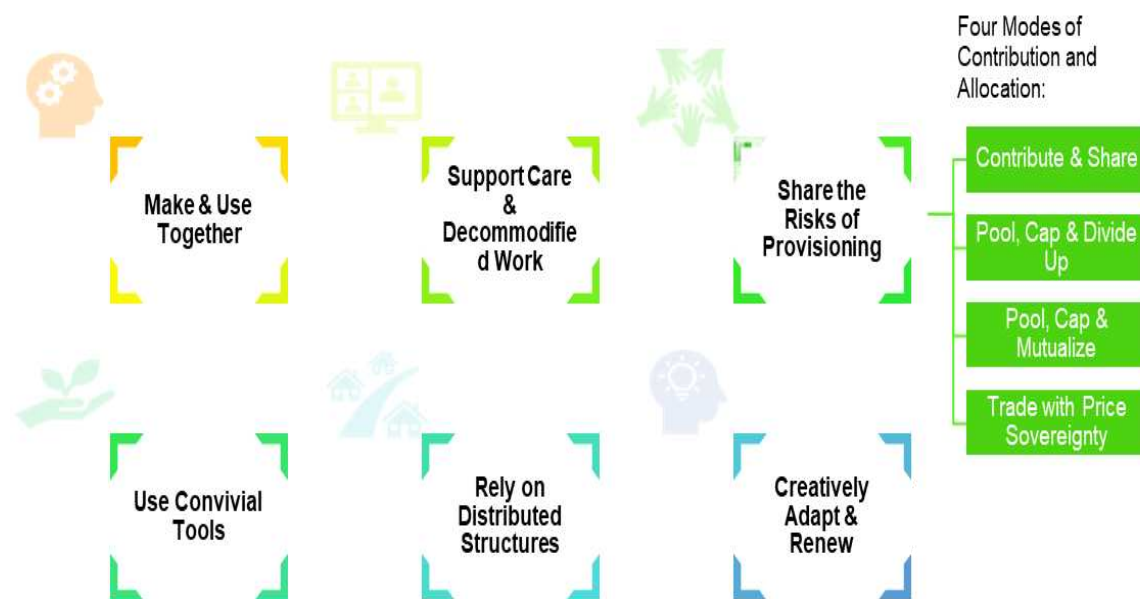 Four Modes of
Contribution and
Allocation:
Make & Use
Together
Support Care
&
Decommodifie
d Work
Share the
Risks of
Provisioning
Contribute & Share
Pool, Cap & Divide
Up
Pool, Cap &
Mutualize
Trade with Price
Sovereignty
Use Convivial
Tools
Rely on
Distributed
Structures
Creatively
Adapt &
Renew